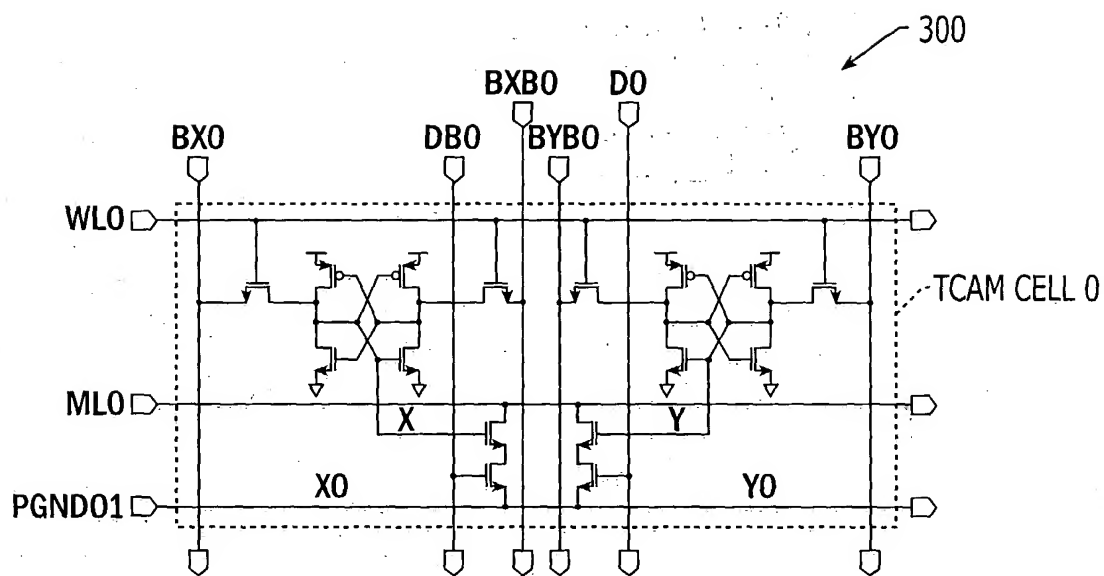 300
BXB0 D0
BX0 DB0 BYB0 BY0
WL0
TCAM CELL 0
ML0
X Y
X0 Y0
PGND01